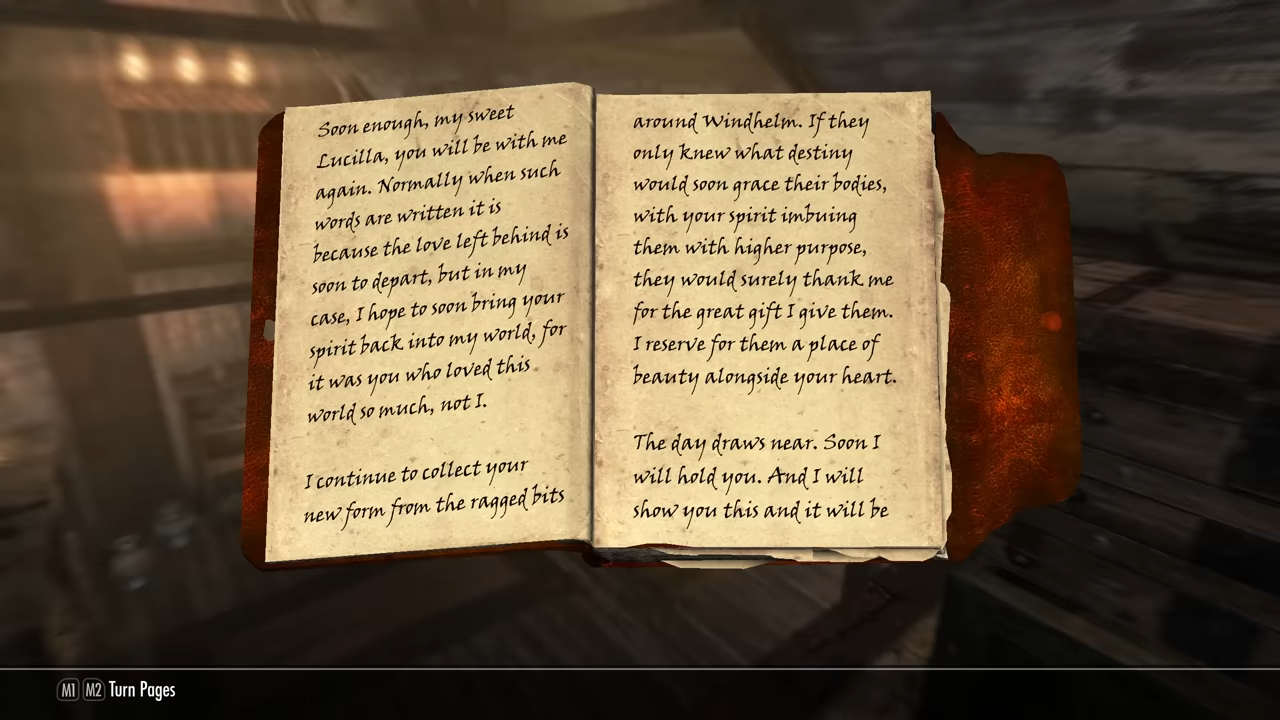 Soon enough, my sweet
Lucilla, you will be with me
again. Normally when such
words are written it is
because the love left behind is
soon to depart, but in my
case, I hope to soon bring your
spirit back into my world, for
it was you who loved this
world so much, not I.
I continue to collect your
new form from the ragged bits
around Windhelm. If they
only knew what destiny
would soon grace their bodies,
with your spirit imbuing
them with higher purpose,
they would surely thank me
for the great gift I give them.
I reserve for them a place of
beauty alongside your heart.
The day draws near. Soon I
will hold you. And I will
show you this and it will be
M1 M2 Turn Pages